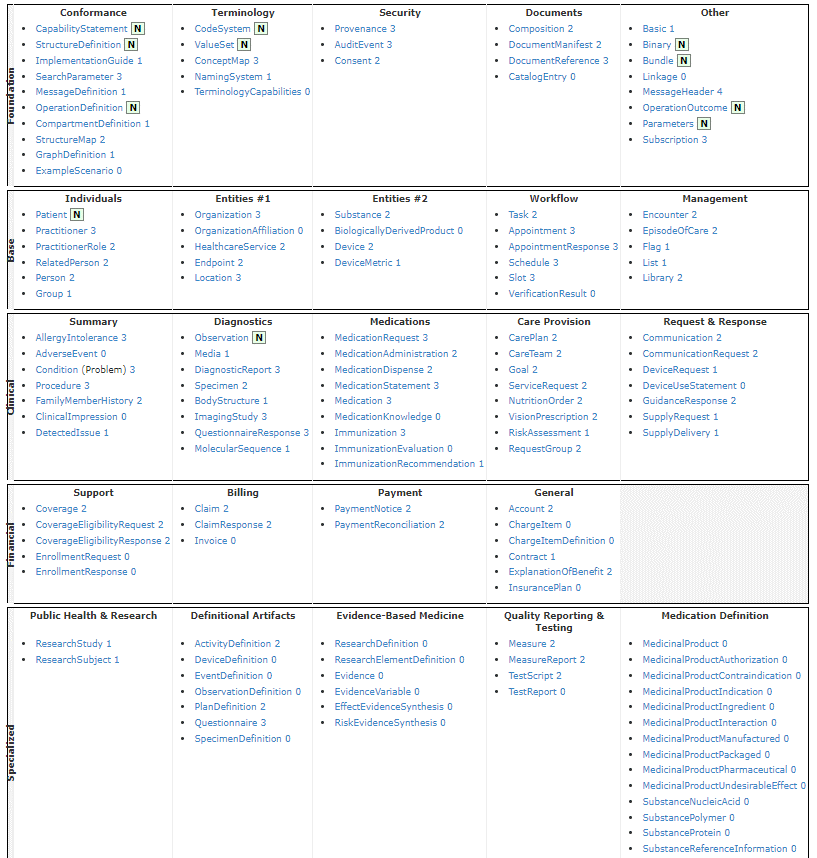 Foundation
Conformance
CapabilityStatement N
StructureDefinition N
ImplementationGuide 1
SearchParameter 3
MessageDefinition 1
OperationDefinition N
CompartmentDefinition 1
StructureMap 2
GraphDefinition 1
ExampleScenario 0
Terminology
CodeSystem N
ValueSet N
ConceptMap 3
NamingSystem 1
TerminologyCapabilities 0
Security
Provenance 3
AuditEvent 3
Consent 2
Documents
Composition 2
DocumentManifest 2
DocumentReference 3
CatalogEntry 0
Other
Basic 1
Binary N
Bundle N
Linkage 0
MessageHeader 4
OperationOutcome N
Parameters N
Subscription 3
Base
Individuals
Patient N
Practitioner 3
PractitionerRole 2
RelatedPerson 2
Person 2
Group 1
Entities #1
Organization 3
OrganizationAffiliation 0
HealthcareService 2
Endpoint 2
Location 3
Entities #2
Substance 2
BiologicallyDerivedProduct 0
Device 2
DeviceMetric 1
Workflow
Task 2
Appointment 3
AppointmentResponse 3
Schedule 3
Slot 3
VerificationResult 0
Management
Encounter 2
EpisodeOfCare 2
Flag 1
List 1
Library 2
Clinical
Summary
AllergyIntolerance 3
AdverseEvent 0
Condition (Problem) 3
Procedure 3
FamilyMemberHistory 2
ClinicalImpression 0
DetectedIssue 1
Diagnostics
Observation N
Media 1
DiagnosticReport 3
Specimen 2
BodyStructure 1
ImagingStudy 3
QuestionnaireResponse 3
MolecularSequence 1
Medications
MedicationRequest 3
MedicationAdministration 2
MedicationDispense 2
MedicationStatement 3
Medication 3
MedicationKnowledge 0
Immunization 3
ImmunizationEvaluation 0
ImmunizationRecommendation 1
Care Provision
CarePlan 2
CareTeam 2
Goal 2
ServiceRequest 2
NutritionOrder 2
VisionPrescription 2
RiskAssessment 1
RequestGroup 2
Request & Response
Communication 2
CommunicationRequest 2
DeviceRequest 1
DeviceUseStatement 0
GuidanceResponse 2
SupplyRequest 1
SupplyDelivery 1
Financial
Support
Coverage 2
CoverageEligibilityRequest 2
CoverageEligibilityResponse 2
EnrollmentRequest 0
EnrollmentResponse 0
Billing
Claim 2
ClaimResponse 2
Invoice 0
Payment
PaymentNotice 2
PaymentReconciliation 2
General
Account 2
ChargeItem 0
ChargeItemDefinition 0
Contract 1
ExplanationOfBenefit 2
InsurancePlan 0
Specialized
Public Health & Research
ResearchStudy 1
ResearchSubject 1
Definitional Artifacts
ActivityDefinition 2
DeviceDefinition 0
EventDefinition 0
ObservationDefinition 0
PlanDefinition 2
Questionnaire 3
SpecimenDefinition 0
Evidence-Based Medicine
ResearchDefinition 0
ResearchElementDefinition 0
Evidence 0
EvidenceVariable 0
EffectEvidenceSynthesis 0
RiskEvidenceSynthesis 0
Quality Reporting &
Testing
Measure 2
MeasureReport 2
TestScript 2
TestReport 0
Medication Definition
MedicinalProduct 0
MedicinalProductAuthorization 0
MedicinalProductContraindication 0
MedicinalProductIndication 0
MedicinalProductIngredient 0
MedicinalProductInteraction 0
MedicinalProductManufactured 0
MedicinalProductPackaged 0
MedicinalProductPharmaceutical 0
MedicinalProductUndesirableEffect 0
SubstanceNucleicAcid 0
SubstancePolymer 0
SubstanceProtein 0
SubstanceReferenceInformation 0